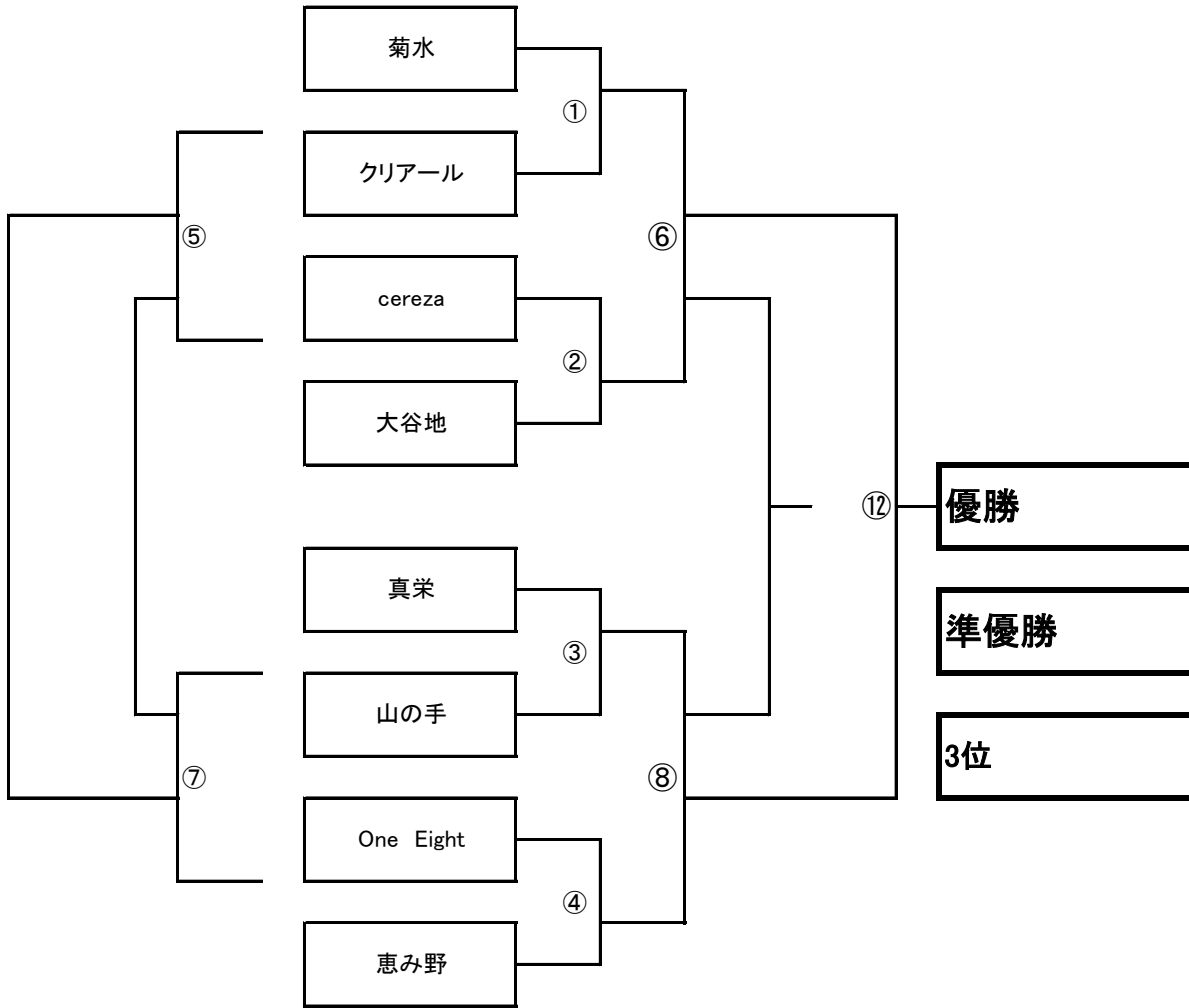 菊水
①
クリアール
⑤
⑥
cereza
②
大谷地
⑫
優勝
真栄
準優勝
③
山の手
3位
⑦
⑧
One Eight
④
恵み野